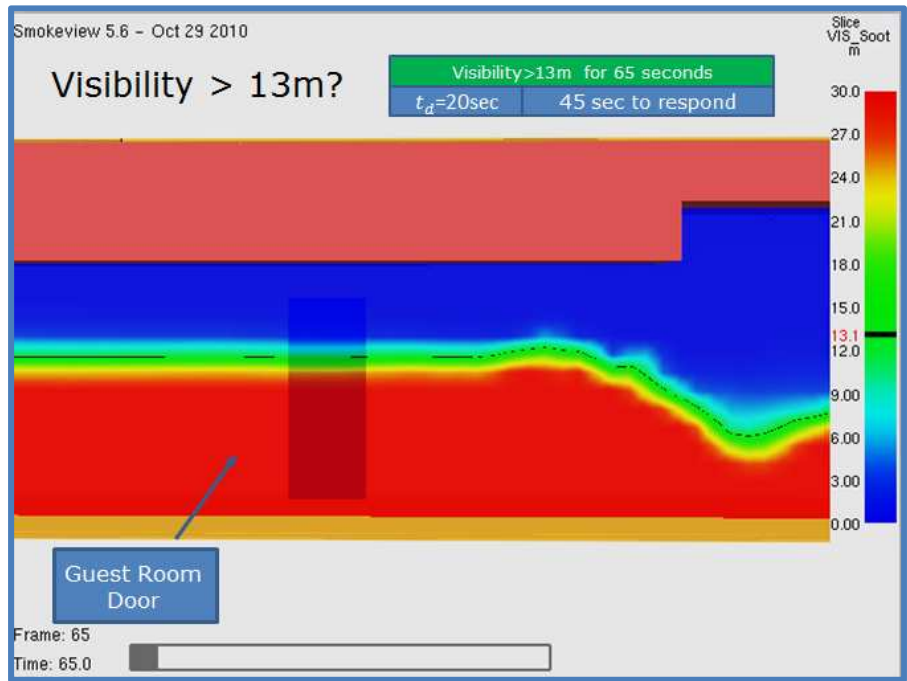 Smokeview 5.6 – Oct 29 2010
Slice
VIS_Soot
m
Visibility > 13m?
Visibility>13m for 65 seconds
t_d=20sec
45 sec to respond
30.0
27.0
24.0
21.0
18.0
15.0
13.1
12.0
9.00
6.00
3.00
0.00
Guest Room
Door
Frame: 65
Time: 65.0